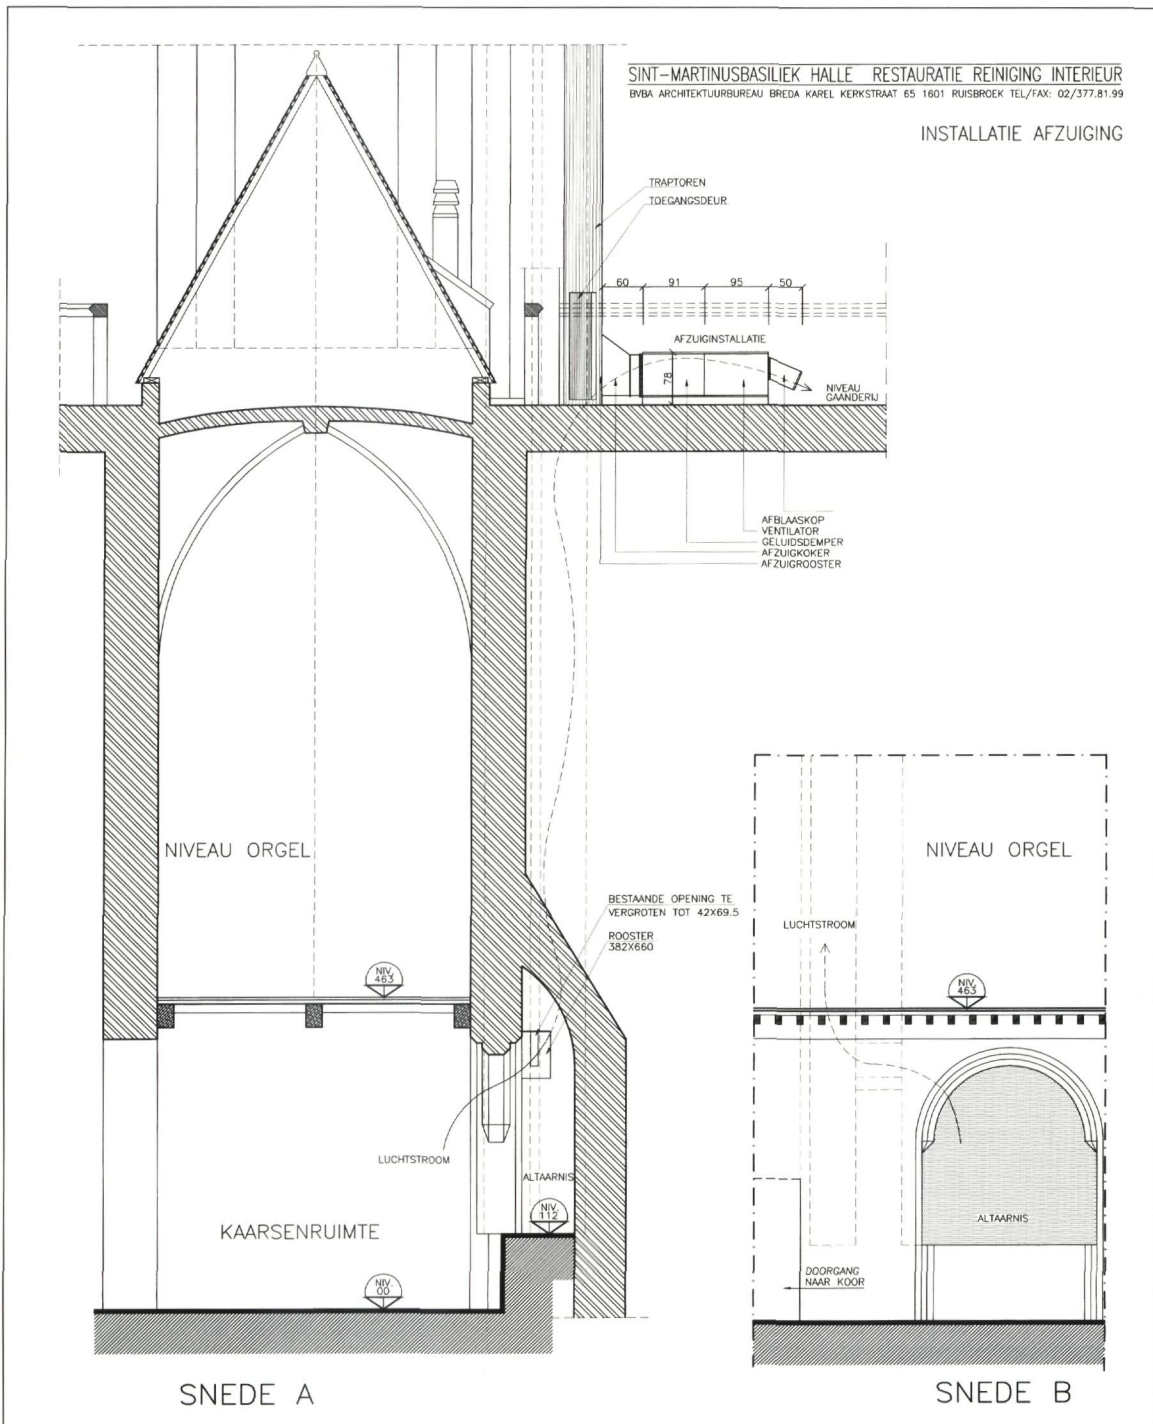 SINT-MARTINUSBASILIEK HALLE RESTAURATIE REINIGING INTERIEUR
BVBA ARCHITEKTUURBUREAU BREDA KAREL KERKSTRAAT 65 1601 RUISBROEK TEL/FAX: 02/377.81.99
INSTALLATIE AFZUIGING
TRAPTOREN
TOEGANGSDEUR
60 91 95 50
AFZUIGINSTALLATIE
78
NIVEAU
GAANDERIJ
AFBLAASKOP
VENTILATOR
GELUIDSDEMPER
AFZUIGKOKER
AFZUIGROOSTER
NIVEAU ORGEL
BESTAANDE OPENING TE
VERGROTEN TOT 42X69.5
ROOSTER
382X660
NIV.
463
LUCHTSTROOM
ALTAARNIS
NIV.
112
KAARSENRUIMTE
NIV.
00
SNEDE A
NIVEAU ORGEL
LUCHTSTROOM
NIV.
463
ALTAARNIS
DOORGANG
NAAR KOOR
SNEDE B